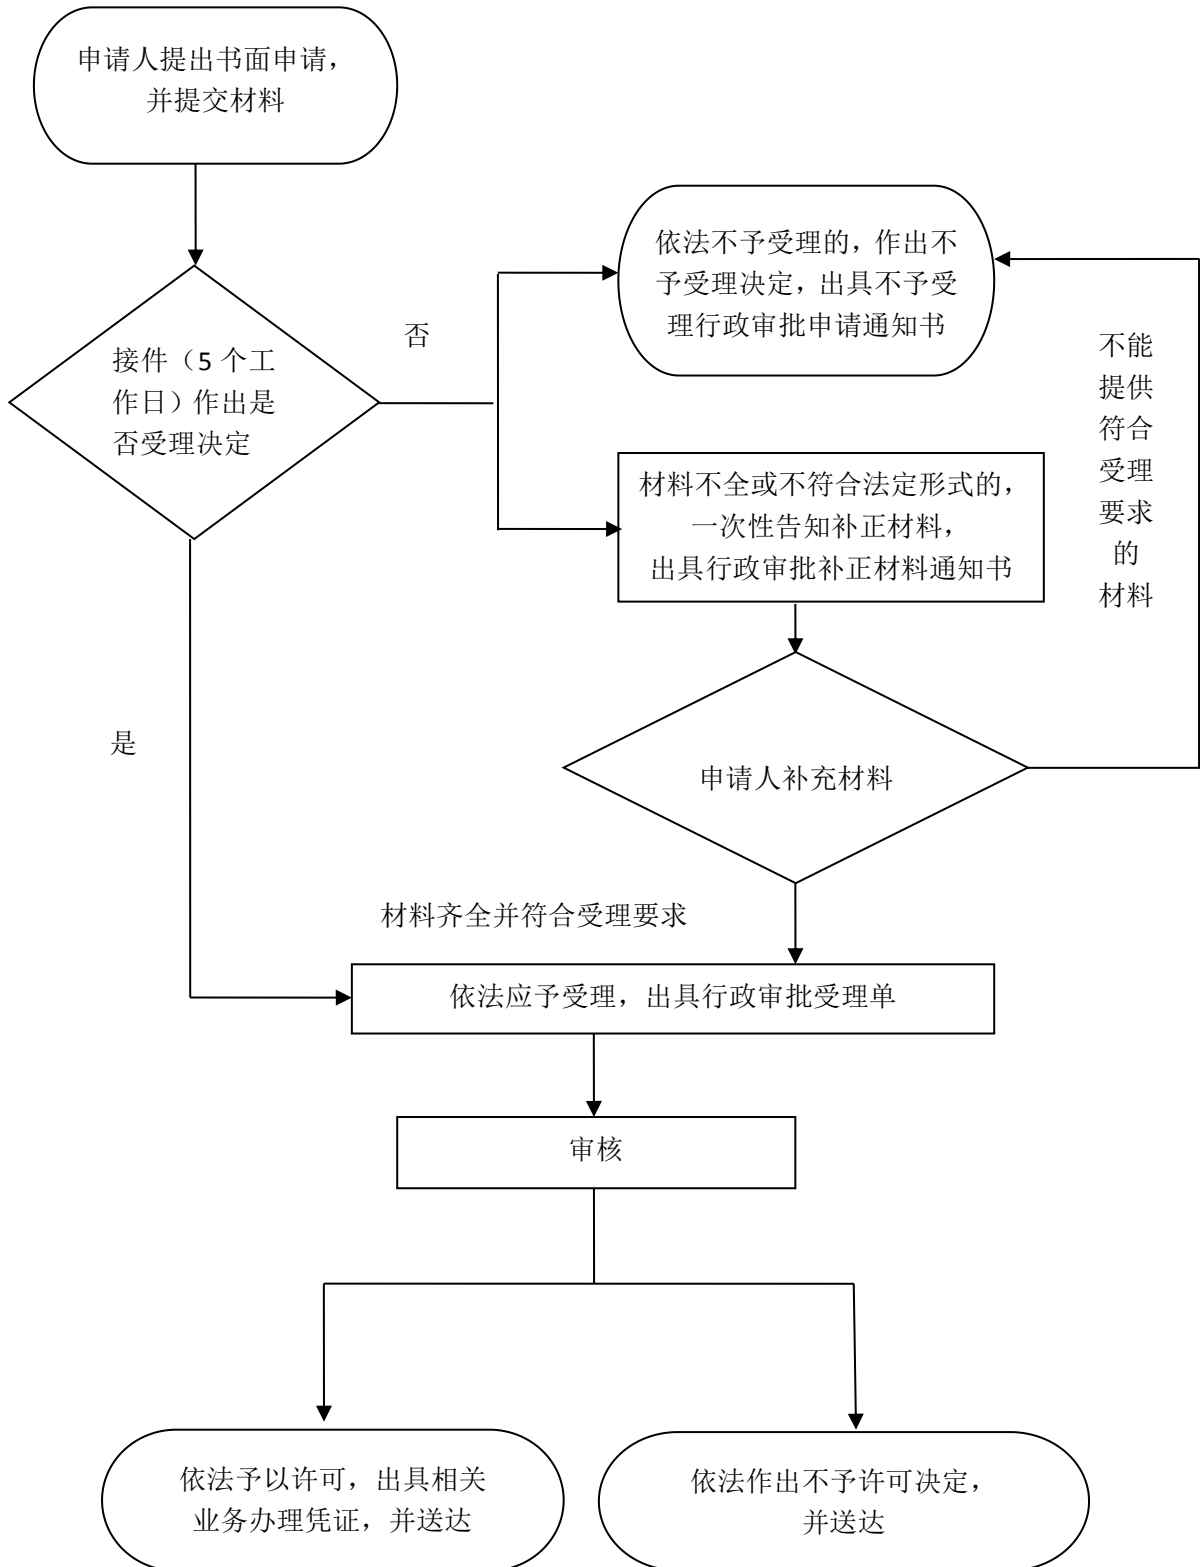 申请人提出书面申请，
并提交材料
依法不予受理的，作出不
予受理决定，出具不予受
理行政审批申请通知书
否
接件（5 个工
作日）作出是
否受理决定
不能
提供
符合
受理
要求
的
材料
材料不全或不符合法定形式的，
一次性告知补正材料，
出具行政审批补正材料通知书
是
申请人补充材料
材料齐全并符合受理要求
依法应予受理，出具行政审批受理单
审核
依法予以许可，出具相关
业务办理凭证，并送达
依法作出不予许可决定，
并送达